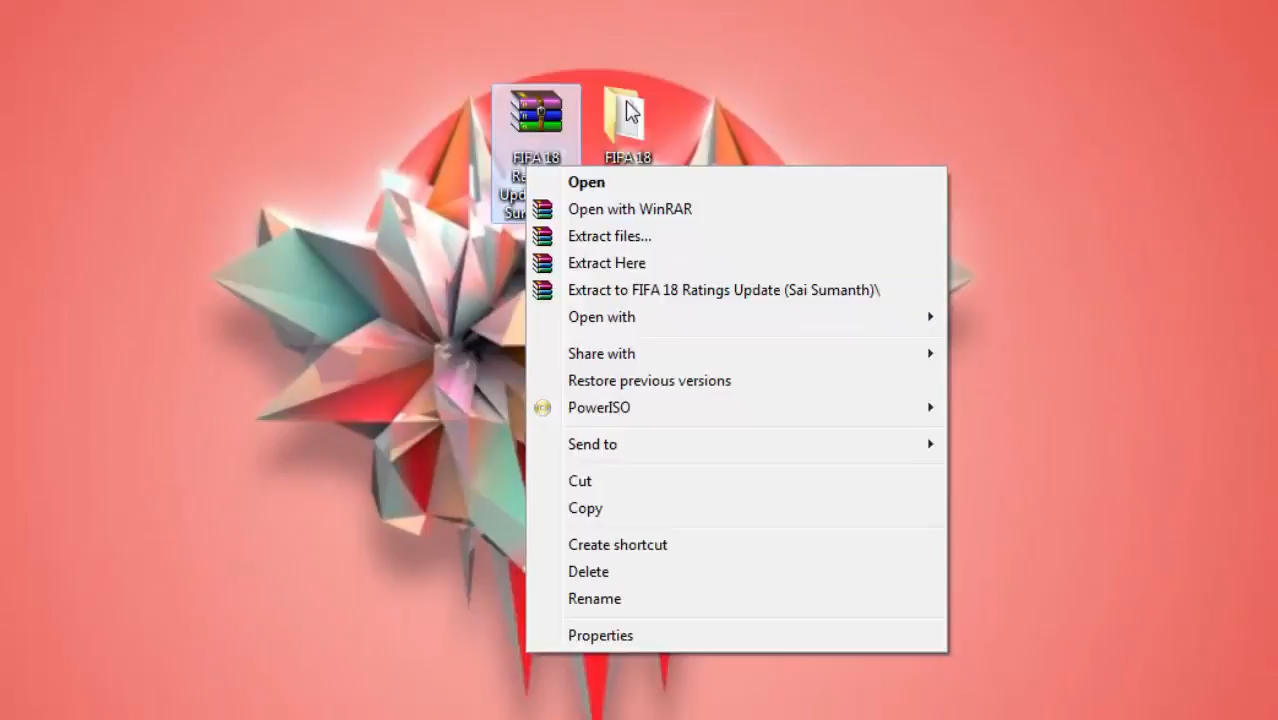 FIFA 18
FIFA 18
Open
Open with WinRAR
Extract files...
Extract Here
Extract to FIFA 18 Ratings Update (Sai Sumanth)\
Open with
Share with
Restore previous versions
PowerISO
Send to
Cut
Copy
Create shortcut
Delete
Rename
Properties